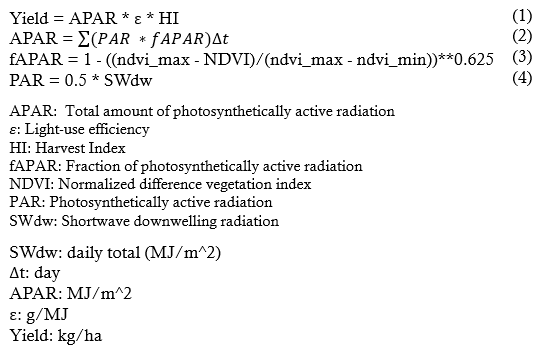 Yield = APAR * ε * HI (1)
APAR = ∑(PAR * fAPAR)Δt (2)
fAPAR = 1 - ((ndvi_max - NDVI)/(ndvi_max - ndvi_min))**0.625 (3)
PAR = 0.5 * SWdw (4)
APAR: Total amount of photosynthetically active radiation
ε: Light-use efficiency
HI: Harvest Index
fAPAR: Fraction of photosynthetically active radiation
NDVI: Normalized difference vegetation index
PAR: Photosynthetically active radiation
SWdw: Shortwave downwelling radiation
SWdw: daily total (MJ/m^2)
Δt: day
APAR: MJ/m^2
ε: g/MJ
Yield: kg/ha